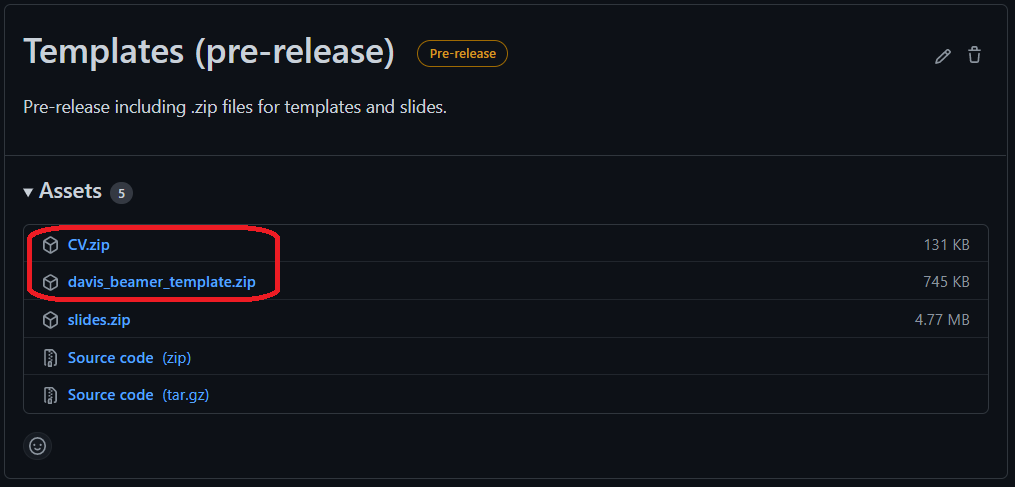 Templates (pre-release) Pre-release
Pre-release including .zip files for templates and slides.
Assets 5
CV.zip 131 KB
davis_beamer_template.zip 745 KB
slides.zip 4.77 MB
Source code (zip)
Source code (tar.gz)